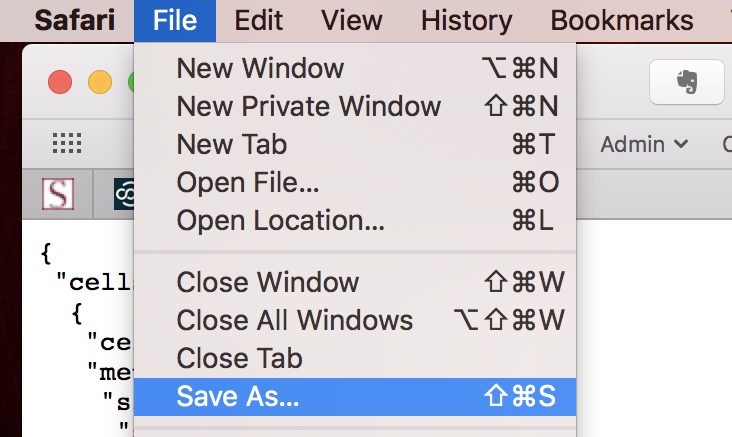 Safari File Edit View History Bookmarks
New Window ⌥⌘N
New Private Window ⇧⌘N
New Tab ⌘T
Admin
Open File... ⌘O
Open Location... ⌘L
S
{
Close Window ⇧⌘W
"cell
Close All Windows ⌥⇧⌘W
{
Close Tab
"ce
"me
Save As... ⇧⌘S
"s